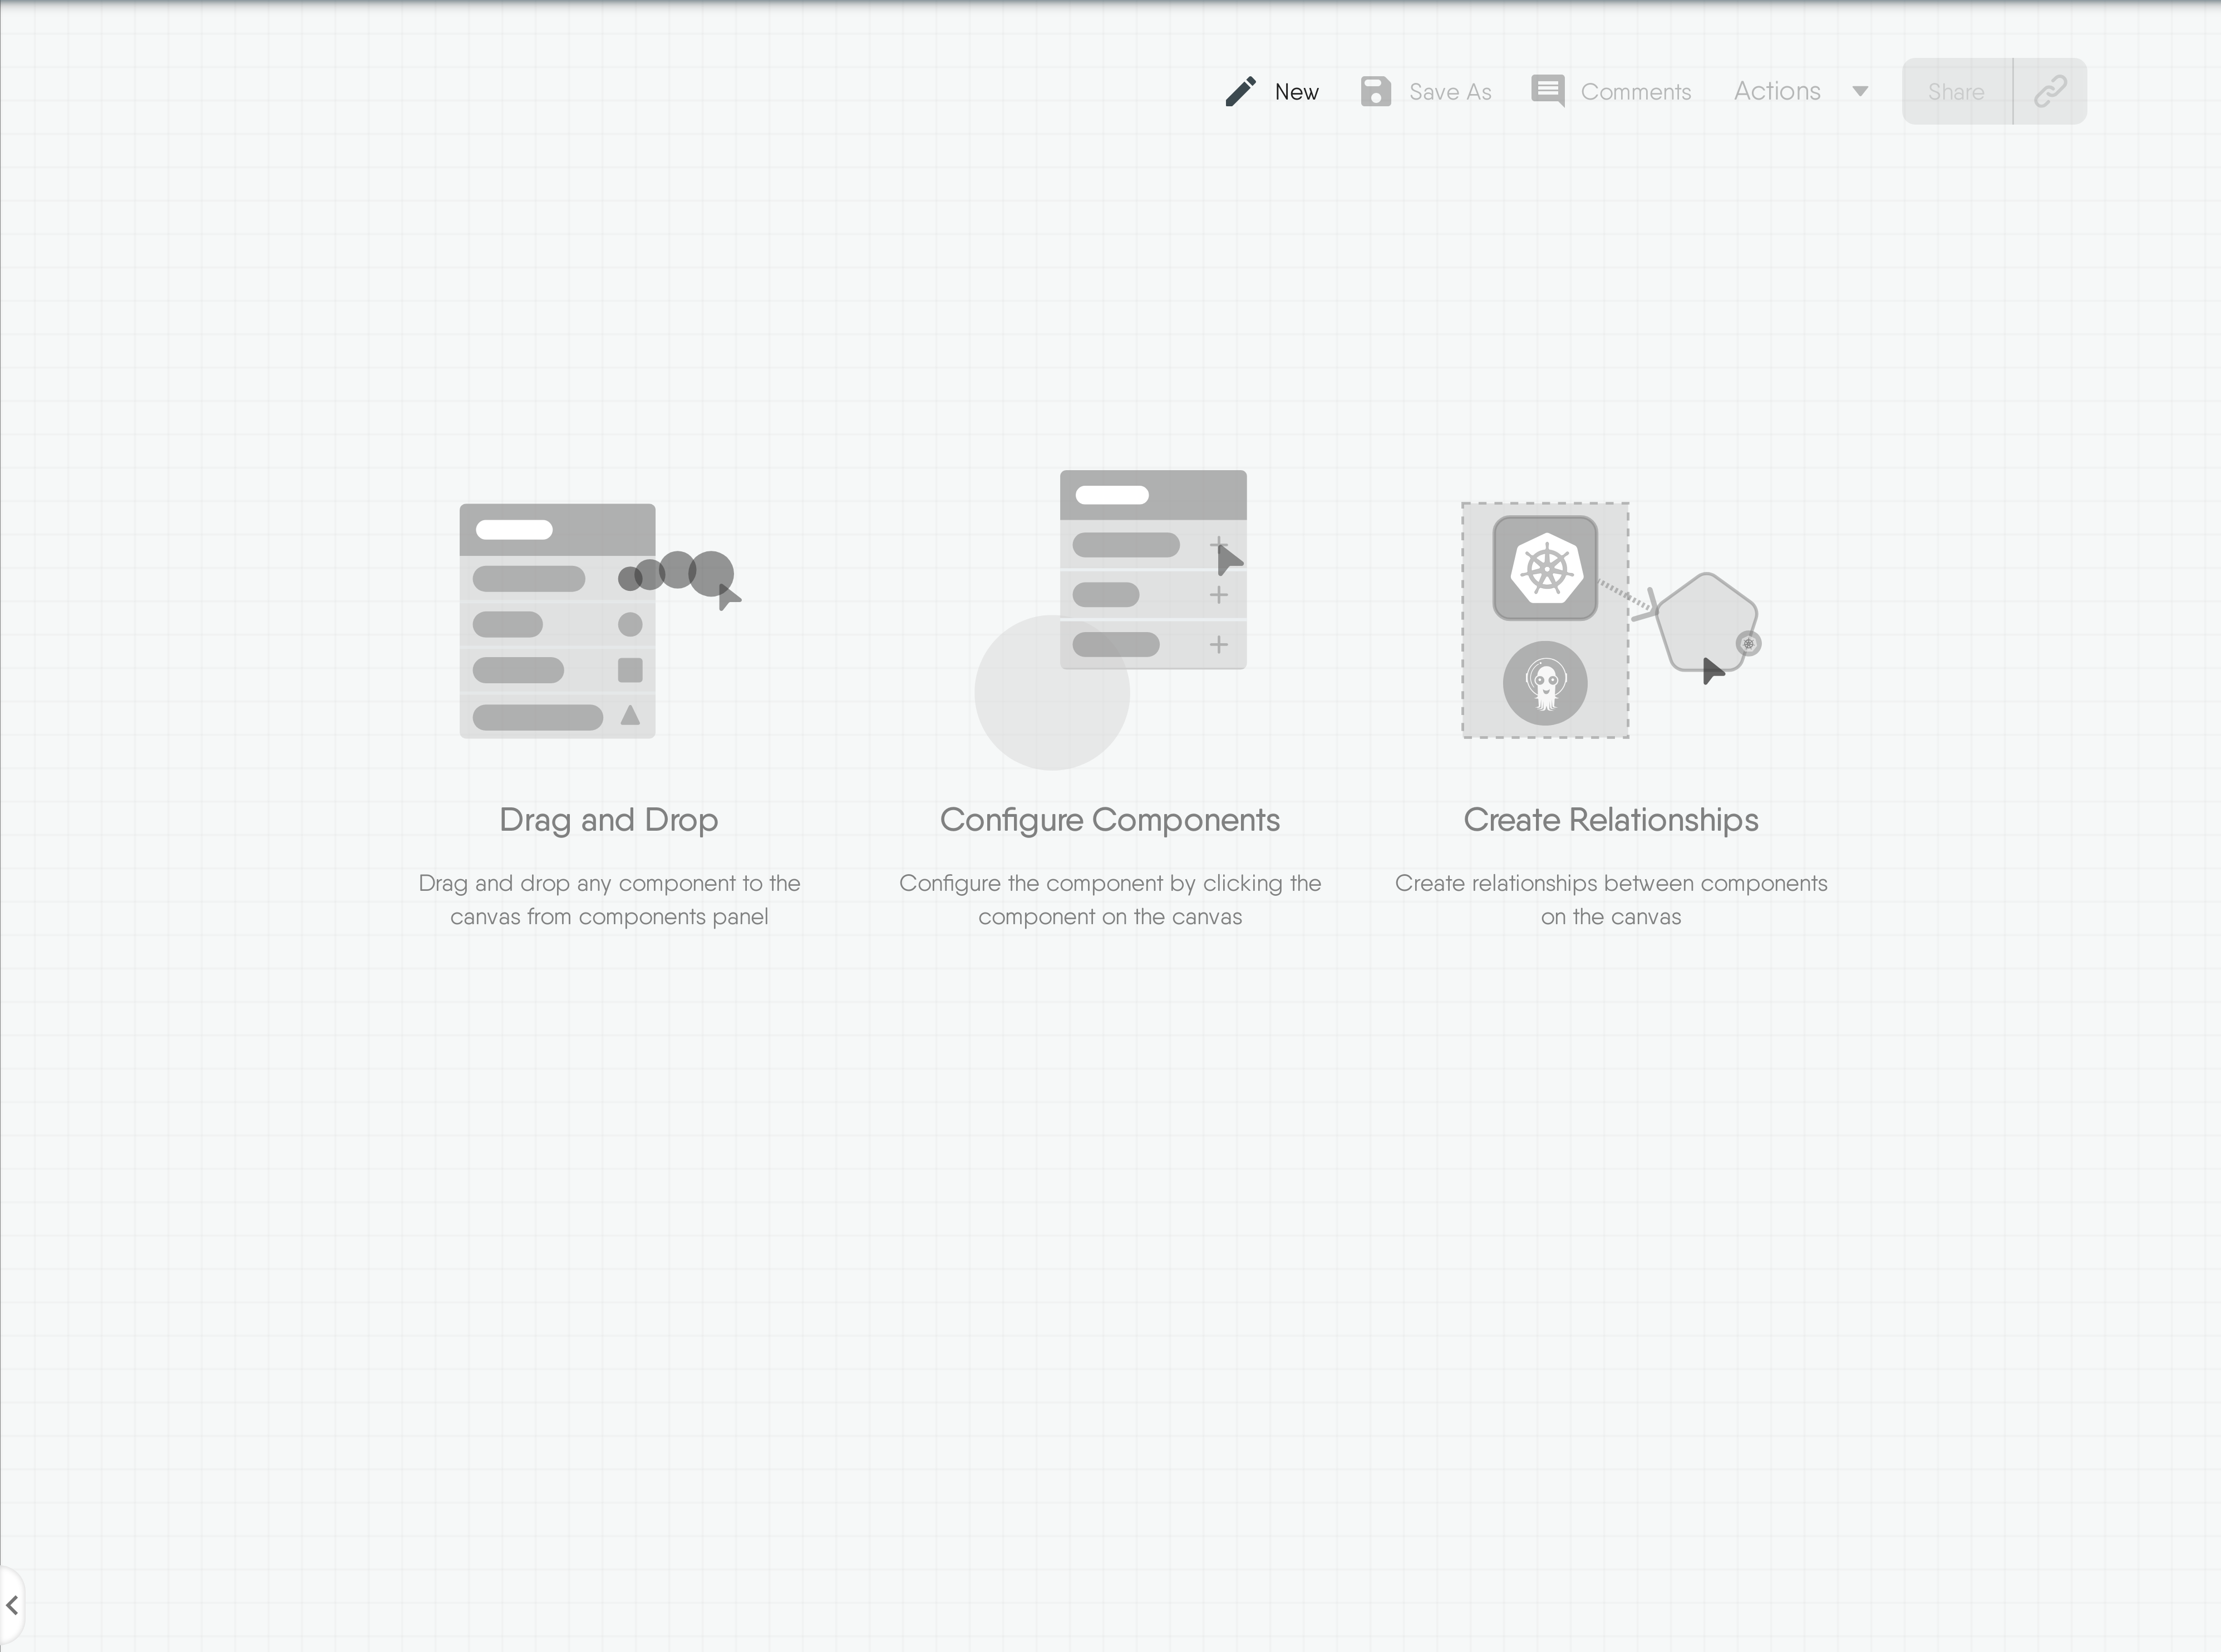 New Save As Comments Actions Share
Drag and Drop
Drag and drop any component to the
canvas from components panel
Configure Components
Configure the component by clicking the
component on the canvas
Create Relationships
Create relationships between components
on the canvas